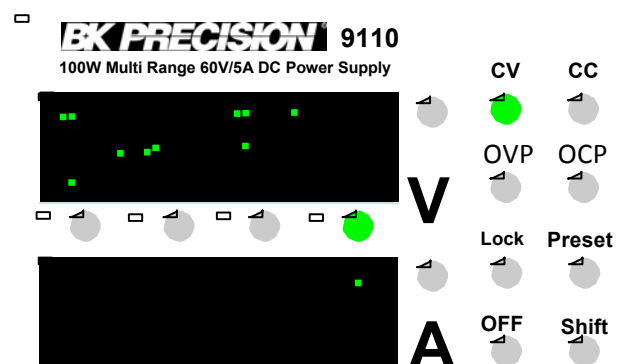 BK PRECISION® 9110
100W Multi Range 60V/5A DC Power Supply
CV CC
OVP OCP
V
Lock Preset
OFF Shift
A